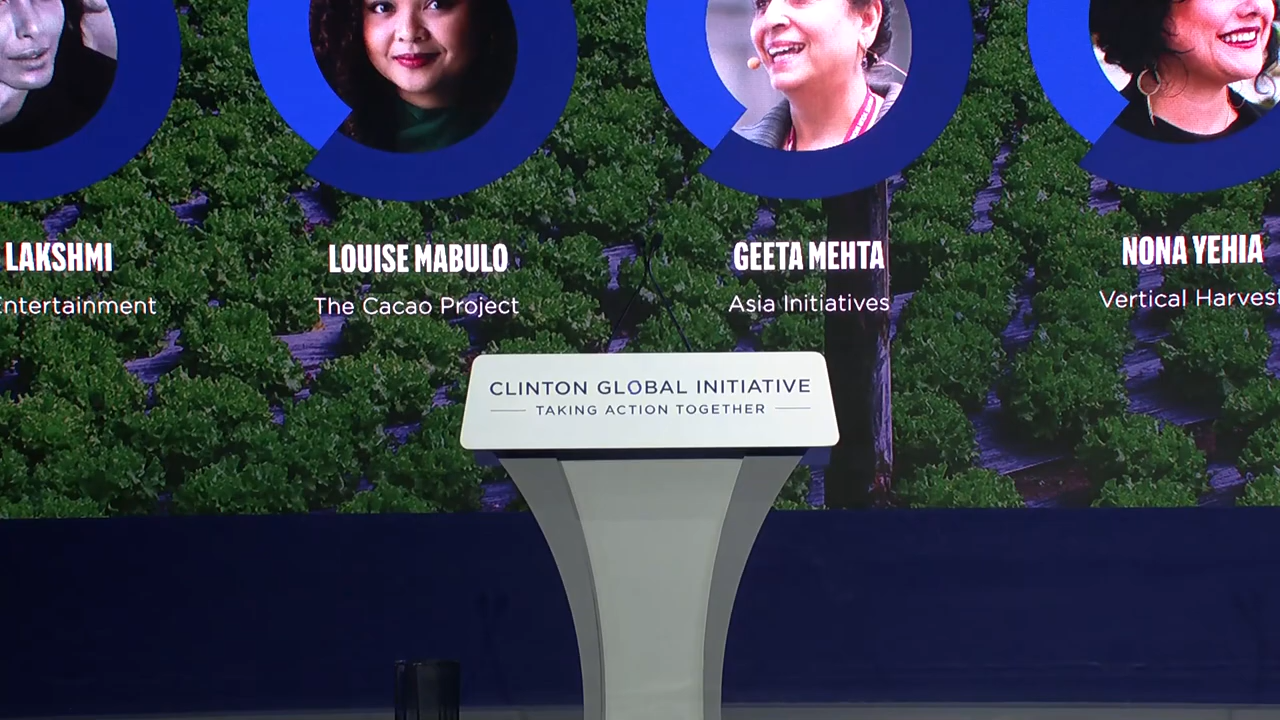 LAKSHMI
LOUISE MABULO
GEETA MEHTA
NONA YEHIA
Entertainment
The Cacao Project
Asia Initiatives
Vertical Harvest
CLINTON GLOBAL INITIATIVE
TAKING ACTION TOGETHER